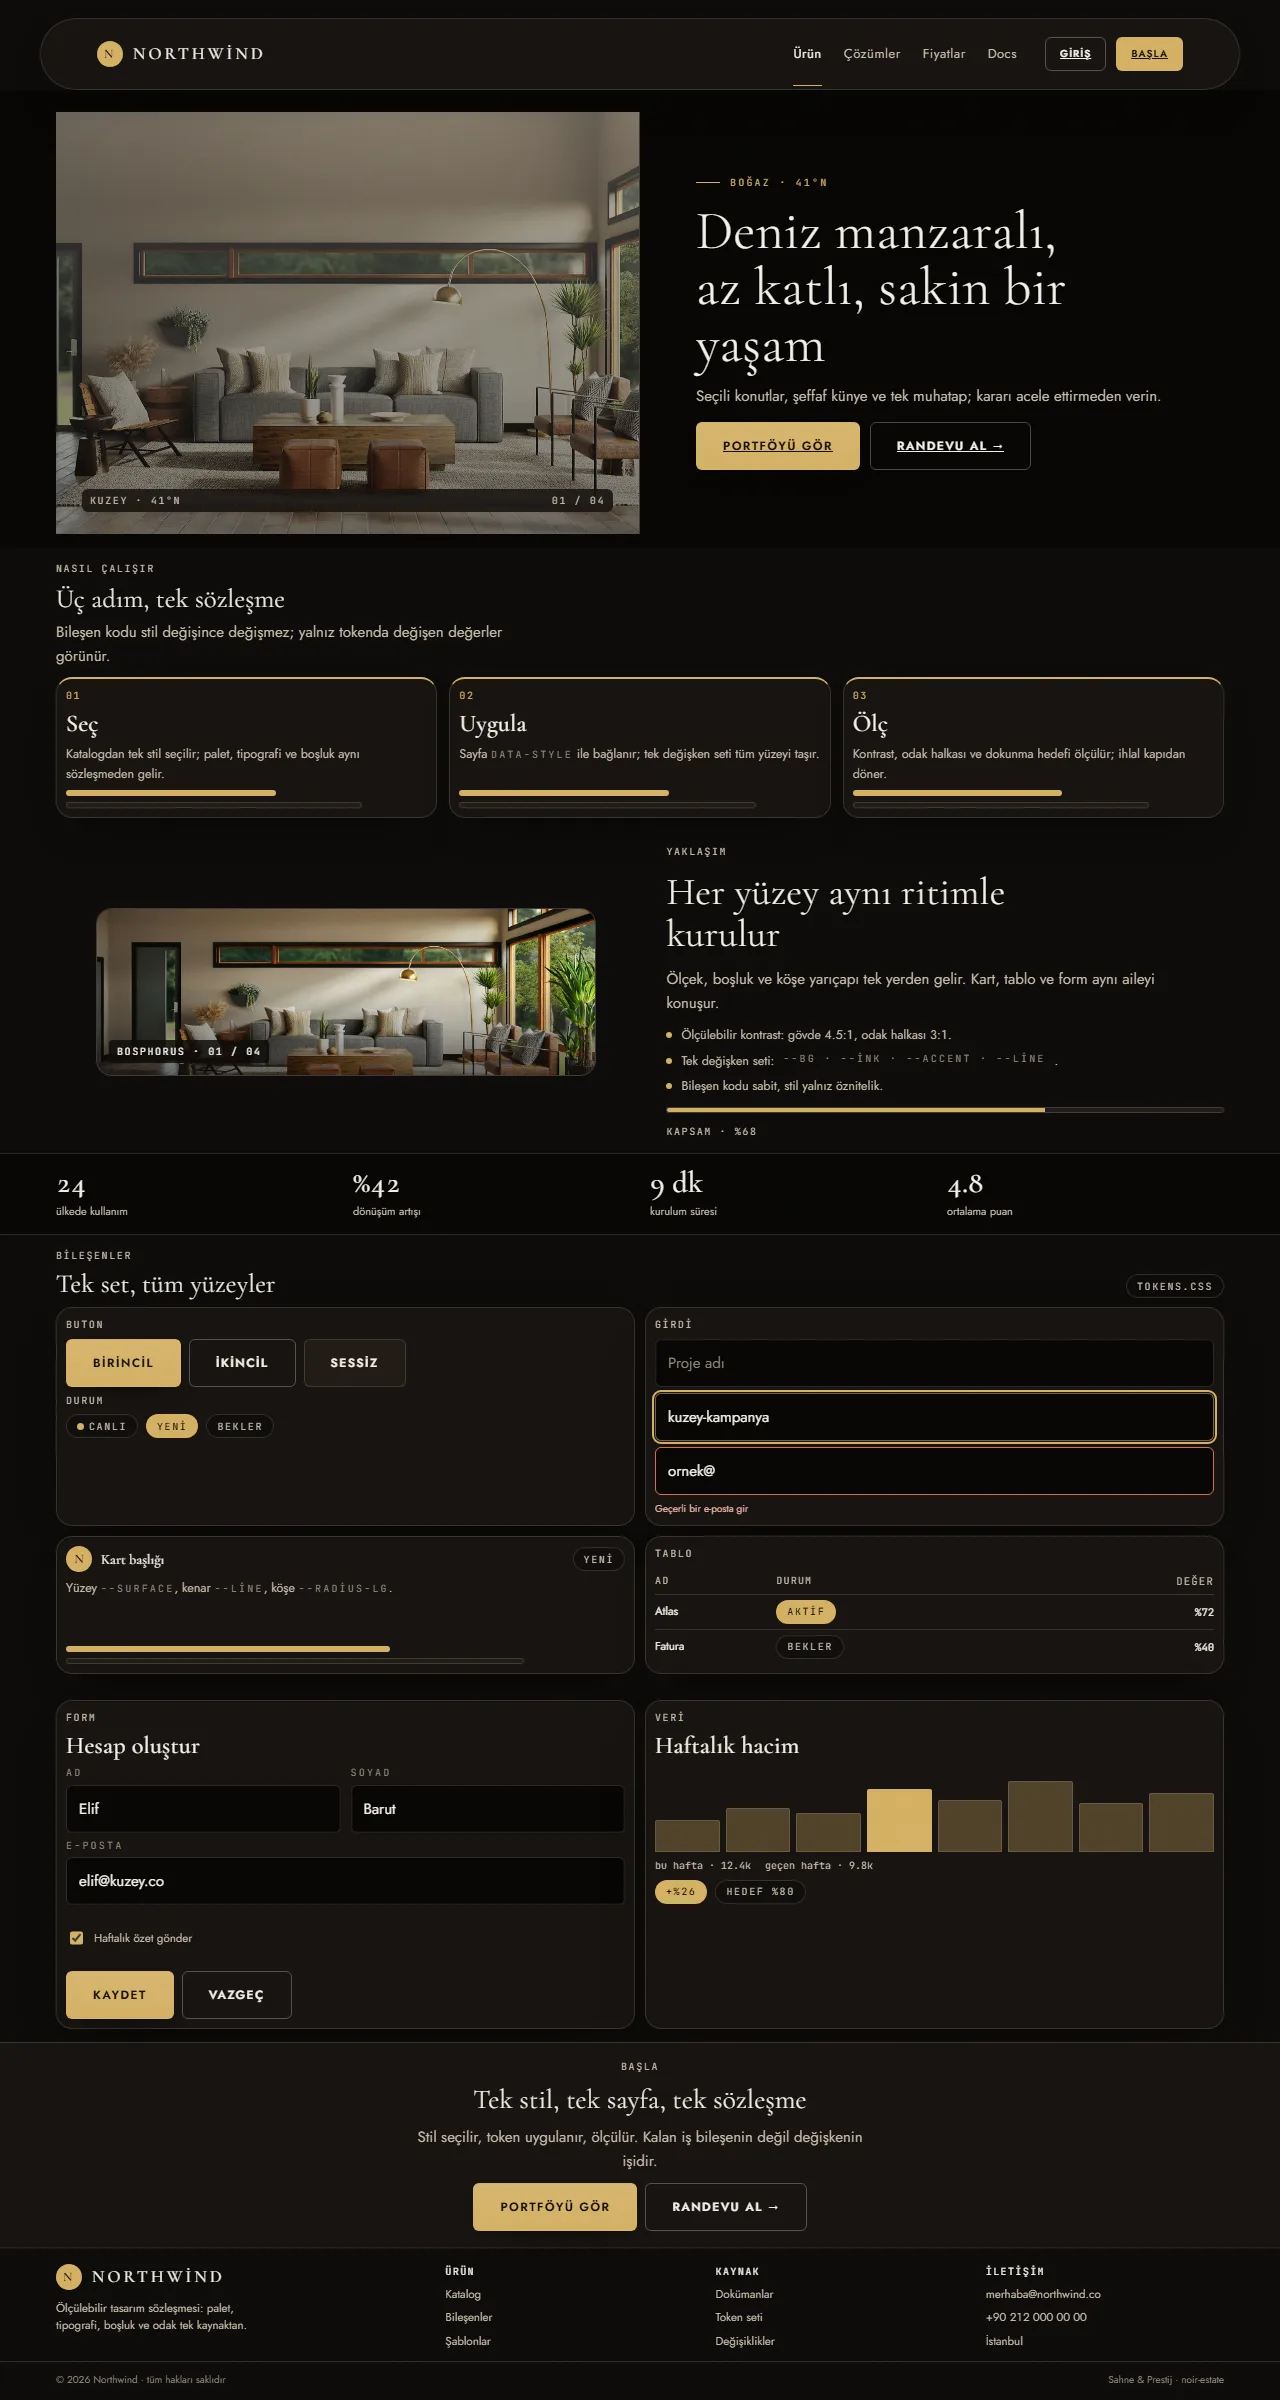 N NORTHWİND
Ürün Çözümler Fiyatlar Docs GİRİŞ BAŞLA
BOĞAZ · 41°N
Deniz manzaralı,
az katlı, sakin bir
yaşam
Seçili konutlar, şeffaf künye ve tek muhatap; kararı acele ettirmeden verin.
PORTFÖYÜ GÖR RANDEVU AL →
KUZEY · 41°N 01 / 04
NASIL ÇALIŞIR
Üç adım, tek sözleşme
Bileşen kodu stil değişince değişmez; yalnız tokenda değişen değerler
görünür.
01
Seç
Katalogdan tek stil seçilir; palet, tipografi ve boşluk aynı
sözleşmeden gelir.
02
Uygula
Sayfa DATA-STYLE ile bağlanır; tek değişken seti tüm yüzeyi taşır.
03
Ölç
Kontrast, odak halkası ve dokunma hedefi ölçülür; ihlal kapıdan
döner.
BOSPHORUS · 01 / 04
YAKLAŞIM
Her yüzey aynı ritimle
kurulur
Ölçek, boşluk ve köşe yarıçapı tek yerden gelir. Kart, tablo ve form aynı aileyi
konuşur.
Ölçülebilir kontrast: gövde 4.5:1, odak halkası 3:1.
Tek değişken seti: --BG · --İNK · --ACCENT · --LİNE .
Bileşen kodu sabit, stil yalnız öznitelik.
KAPSAM · %68
24
ülkede kullanım
%42
dönüşüm artışı
9 dk
kurulum süresi
4.8
ortalama puan
BİLEŞENLER
Tek set, tüm yüzeyler
TOKENS.CSS
BUTON
BİRİNCİL İKİNCİL SESSİZ
DURUM
CANLI YENİ BEKLER
GİRDİ
Proje adı
kuzey-kampanya
ornek@
Geçerli bir e-posta gir
N Kart başlığı YENİ
Yüzey --SURFACE, kenar --LİNE, köşe --RADİUS-LG.
TABLO
AD DURUM DEĞER
Atlas AKTİF %72
Fatura BEKLER %40
FORM
Hesap oluştur
AD SOYAD
Elif Barut
E-POSTA
elif@kuzey.co
Haftalık özet gönder
KAYDET VAZGEÇ
VERİ
Haftalık hacim
bu hafta · 12.4k geçen hafta · 9.8k
+%26 HEDEF %80
BAŞLA
Tek stil, tek sayfa, tek sözleşme
Stil seçilir, token uygulanır, ölçülür. Kalan iş bileşenin değil değişkenin
işidir.
PORTFÖYÜ GÖR RANDEVU AL →
N NORTHWİND
Ölçülebilir tasarım sözleşmesi: palet,
tipografi, boşluk ve odak tek kaynaktan.
ÜRÜN
Katalog
Bileşenler
Şablonlar
KAYNAK
Dokümanlar
Token seti
Değişiklikler
İLETİŞİM
merhaba@northwind.co
+90 212 000 00 00
İstanbul
© 2026 Northwind · tüm hakları saklıdır
Sahne & Prestij · noir-estate